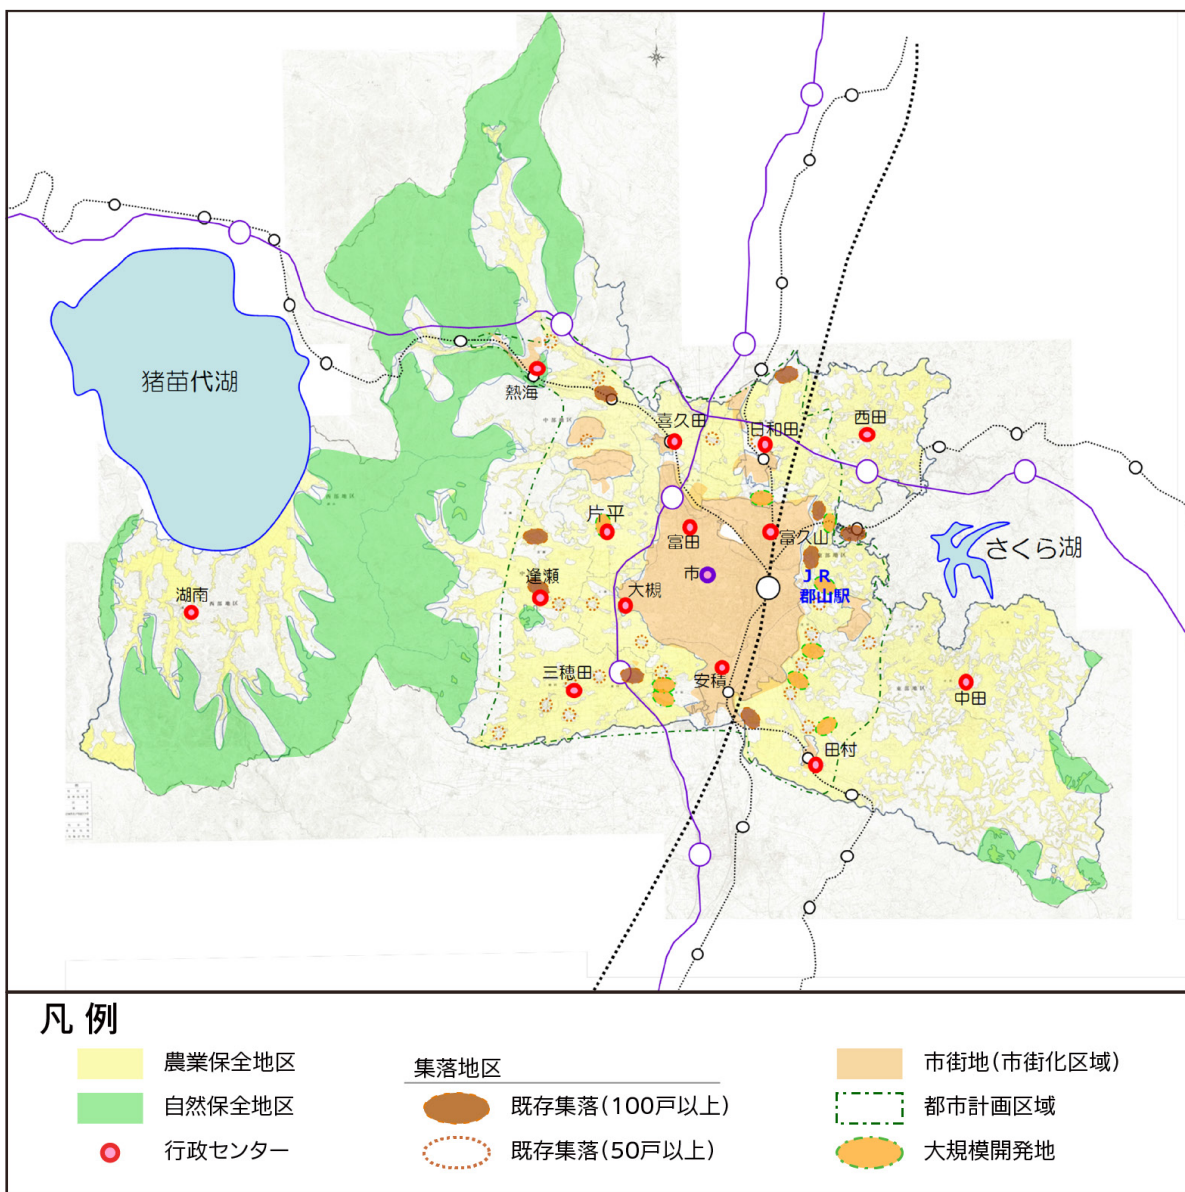 猪苗代湖
熱海
喜久田
日和田
西田
片平
富田
富久山
さくら湖
逢瀬
大槻
市
JR
郡山駅
湖南
三穂田
安積
中田
田村
凡例
農業保全地区
自然保全地区
行政センター
集落地区
既存集落(100戸以上)
既存集落(50戸以上)
市街地(市街化区域)
都市計画区域
大規模開発地